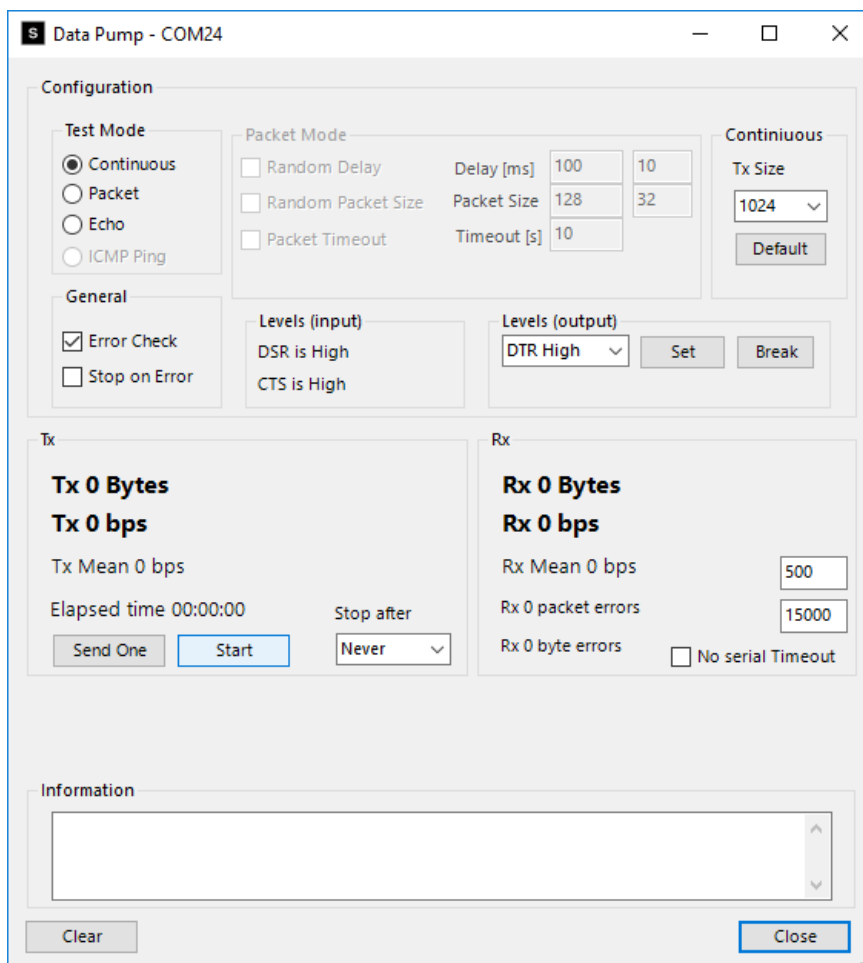 S Data Pump - COM24
Configuration
Test Mode
Continuous
Packet
Echo
ICMP Ping
Packet Mode
Random Delay
Delay [ms] 100 10
Random Packet Size
Packet Size 128 32
Packet Timeout
Timeout [s] 10
Continiuous
Tx Size
1024
Default
General
Error Check
Stop on Error
Levels (input)
DSR is High
CTS is High
Levels (output)
DTR High Set Break
Tx
Tx 0 Bytes
Tx 0 bps
Tx Mean 0 bps
Elapsed time 00:00:00
Stop after
Send One Start Never
Rx
Rx 0 Bytes
Rx 0 bps
Rx Mean 0 bps 500
Rx 0 packet errors 15000
Rx 0 byte errors
No serial Timeout
Information
Clear Close